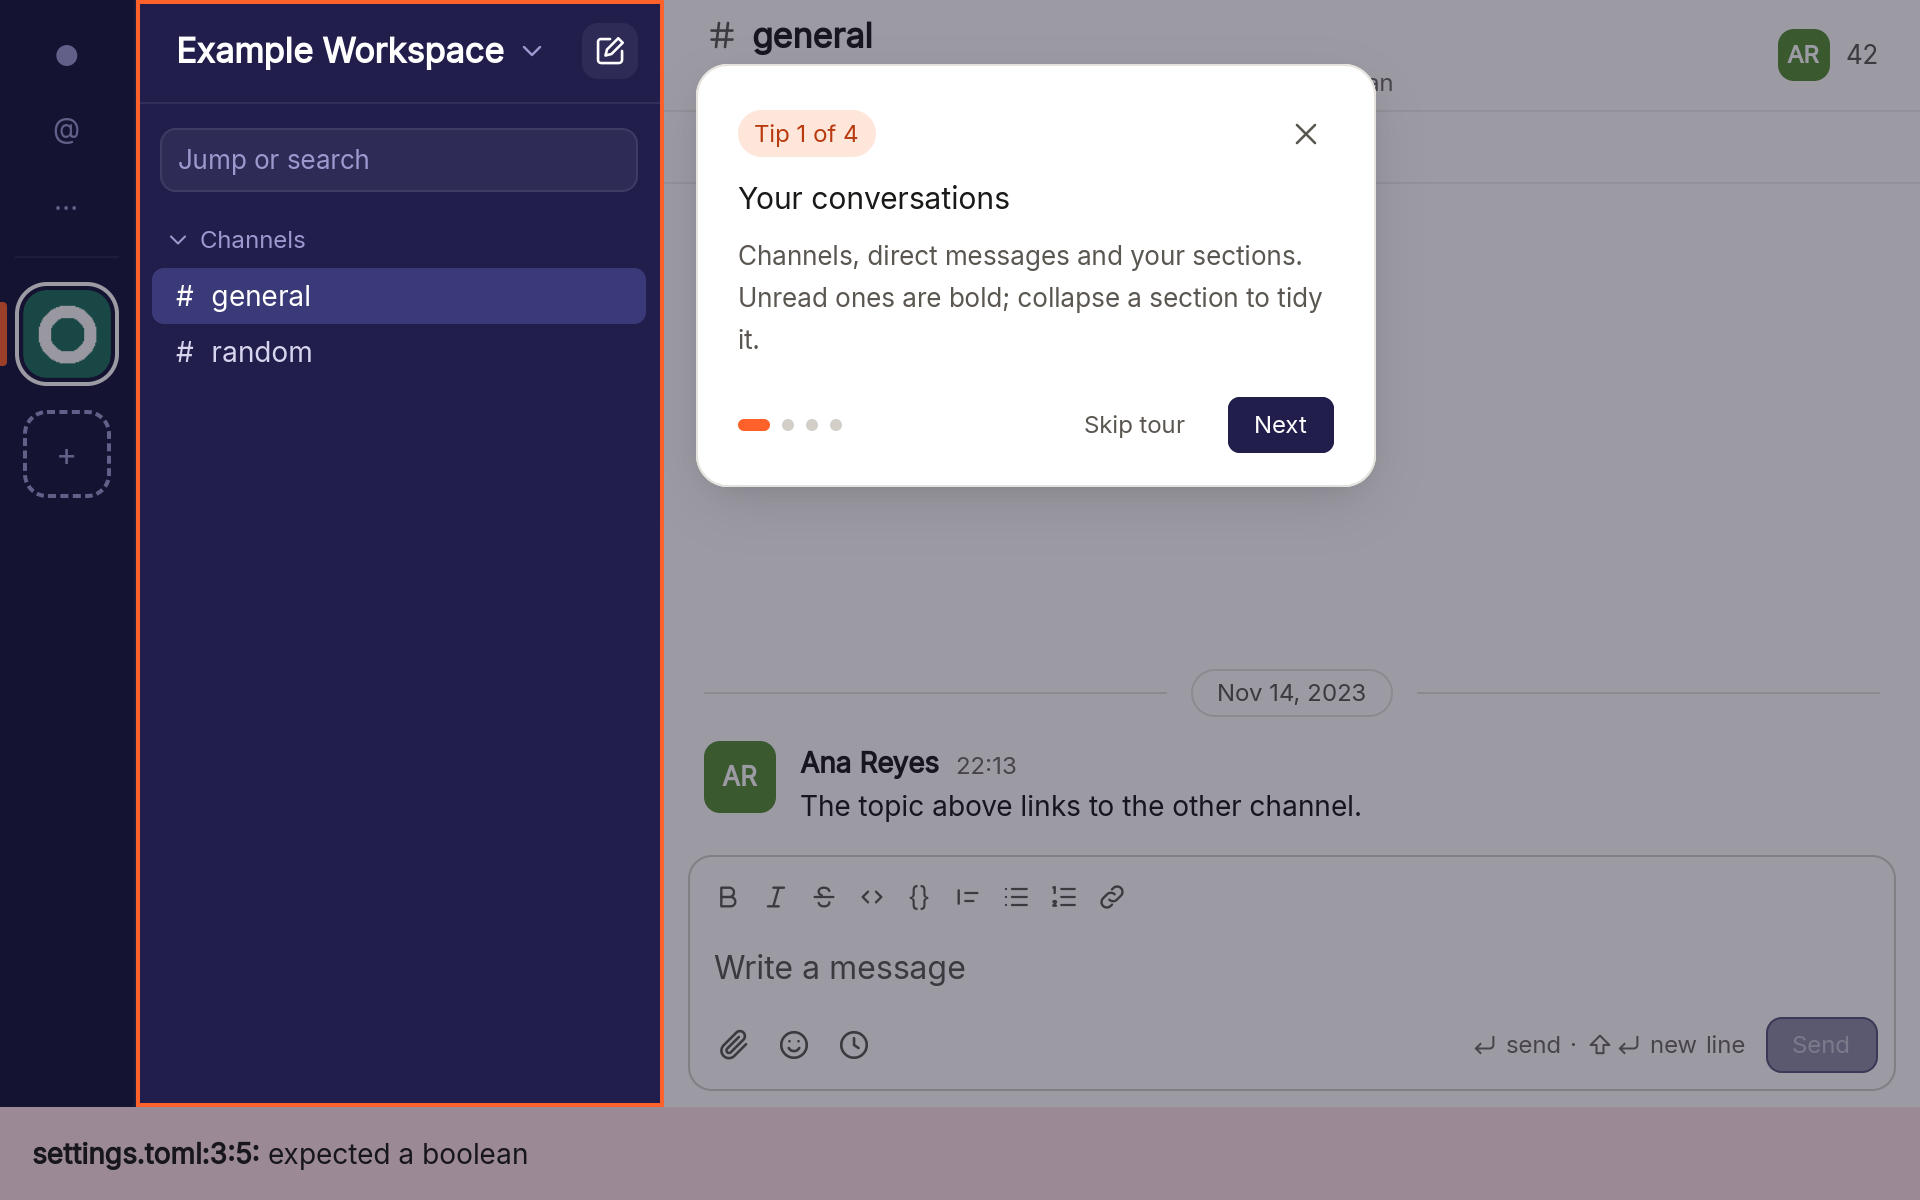 Example Workspace
@
...
Jump or search
Channels
# general
# random
+
# general
an
AR 42
Tip 1 of 4
Your conversations
Channels, direct messages and your sections.
Unread ones are bold; collapse a section to tidy
it.
Skip tour
Next
Nov 14, 2023
AR
Ana Reyes 22:13
The topic above links to the other channel.
Write a message
send · new line
Send
settings.toml:3:5: expected a boolean